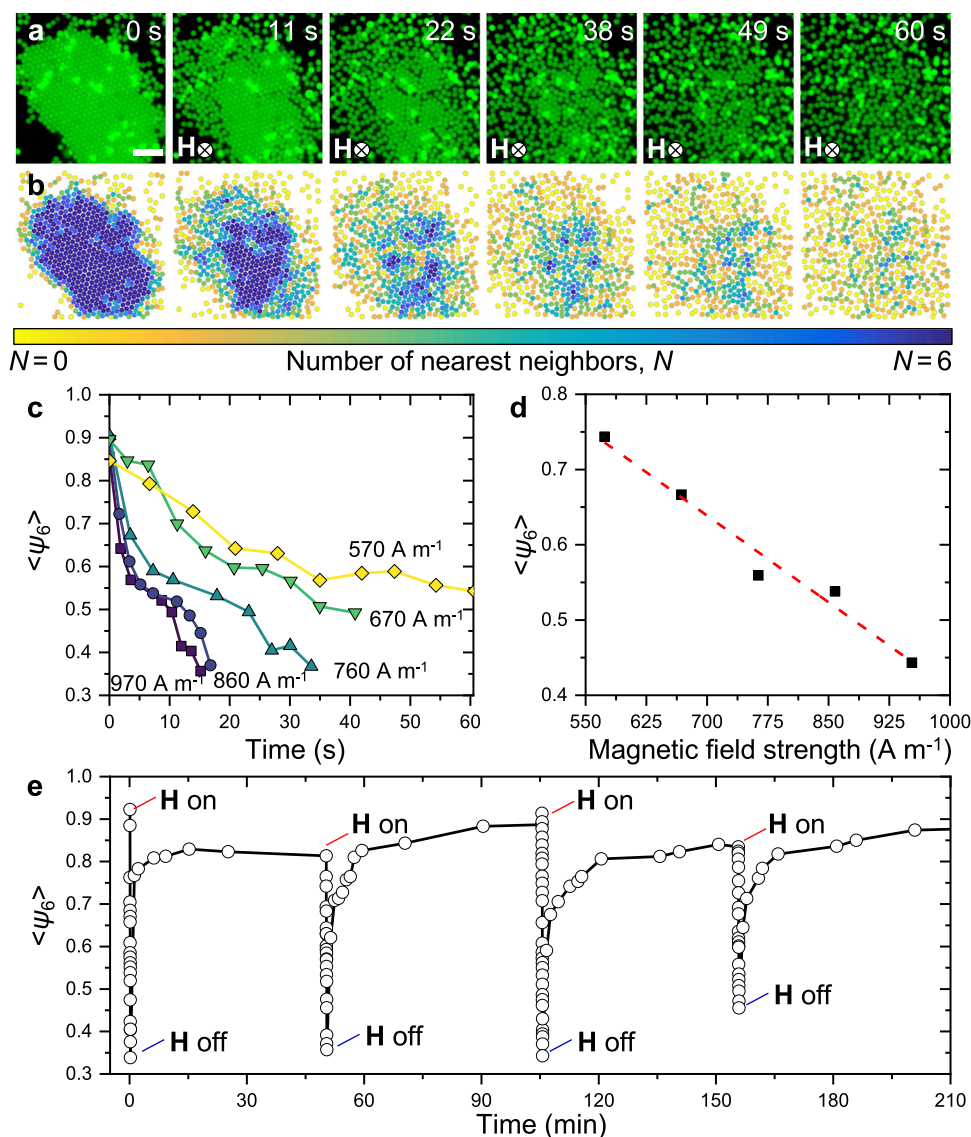 a 0 s 11 s 22 s 38 s 49 s 60 s
H H H H H
b
N = 0 Number of nearest neighbors, N N = 6
c
1.0
0.9
0.8
0.7
0.6
0.5
0.4
0.3
<ψ6>
570 A m-1
670 A m-1
760 A m-1
860 A m-1
970 A m-1
0 10 20 30 40 50 60
Time (s)
d
0.8
0.7
0.6
0.5
0.4
<ψ6>
550 625 700 775 850 925 1000
Magnetic field strength (A m-1)
e
1.0
0.9
0.8
0.7
0.6
0.5
0.4
0.3
<ψ6>
H on
H on
H on
H on
H off
H off
H off
H off
0 30 60 90 120 150 180 210
Time (min)